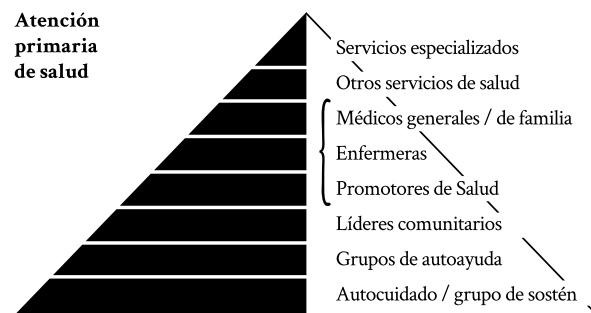 Atención
primaria
de salud
Servicios especializados
Otros servicios de salud
Médicos generales / de familia
Enfermeras
Promotores de Salud
Líderes comunitarios
Grupos de autoayuda
Autocuidado / grupo de sostén